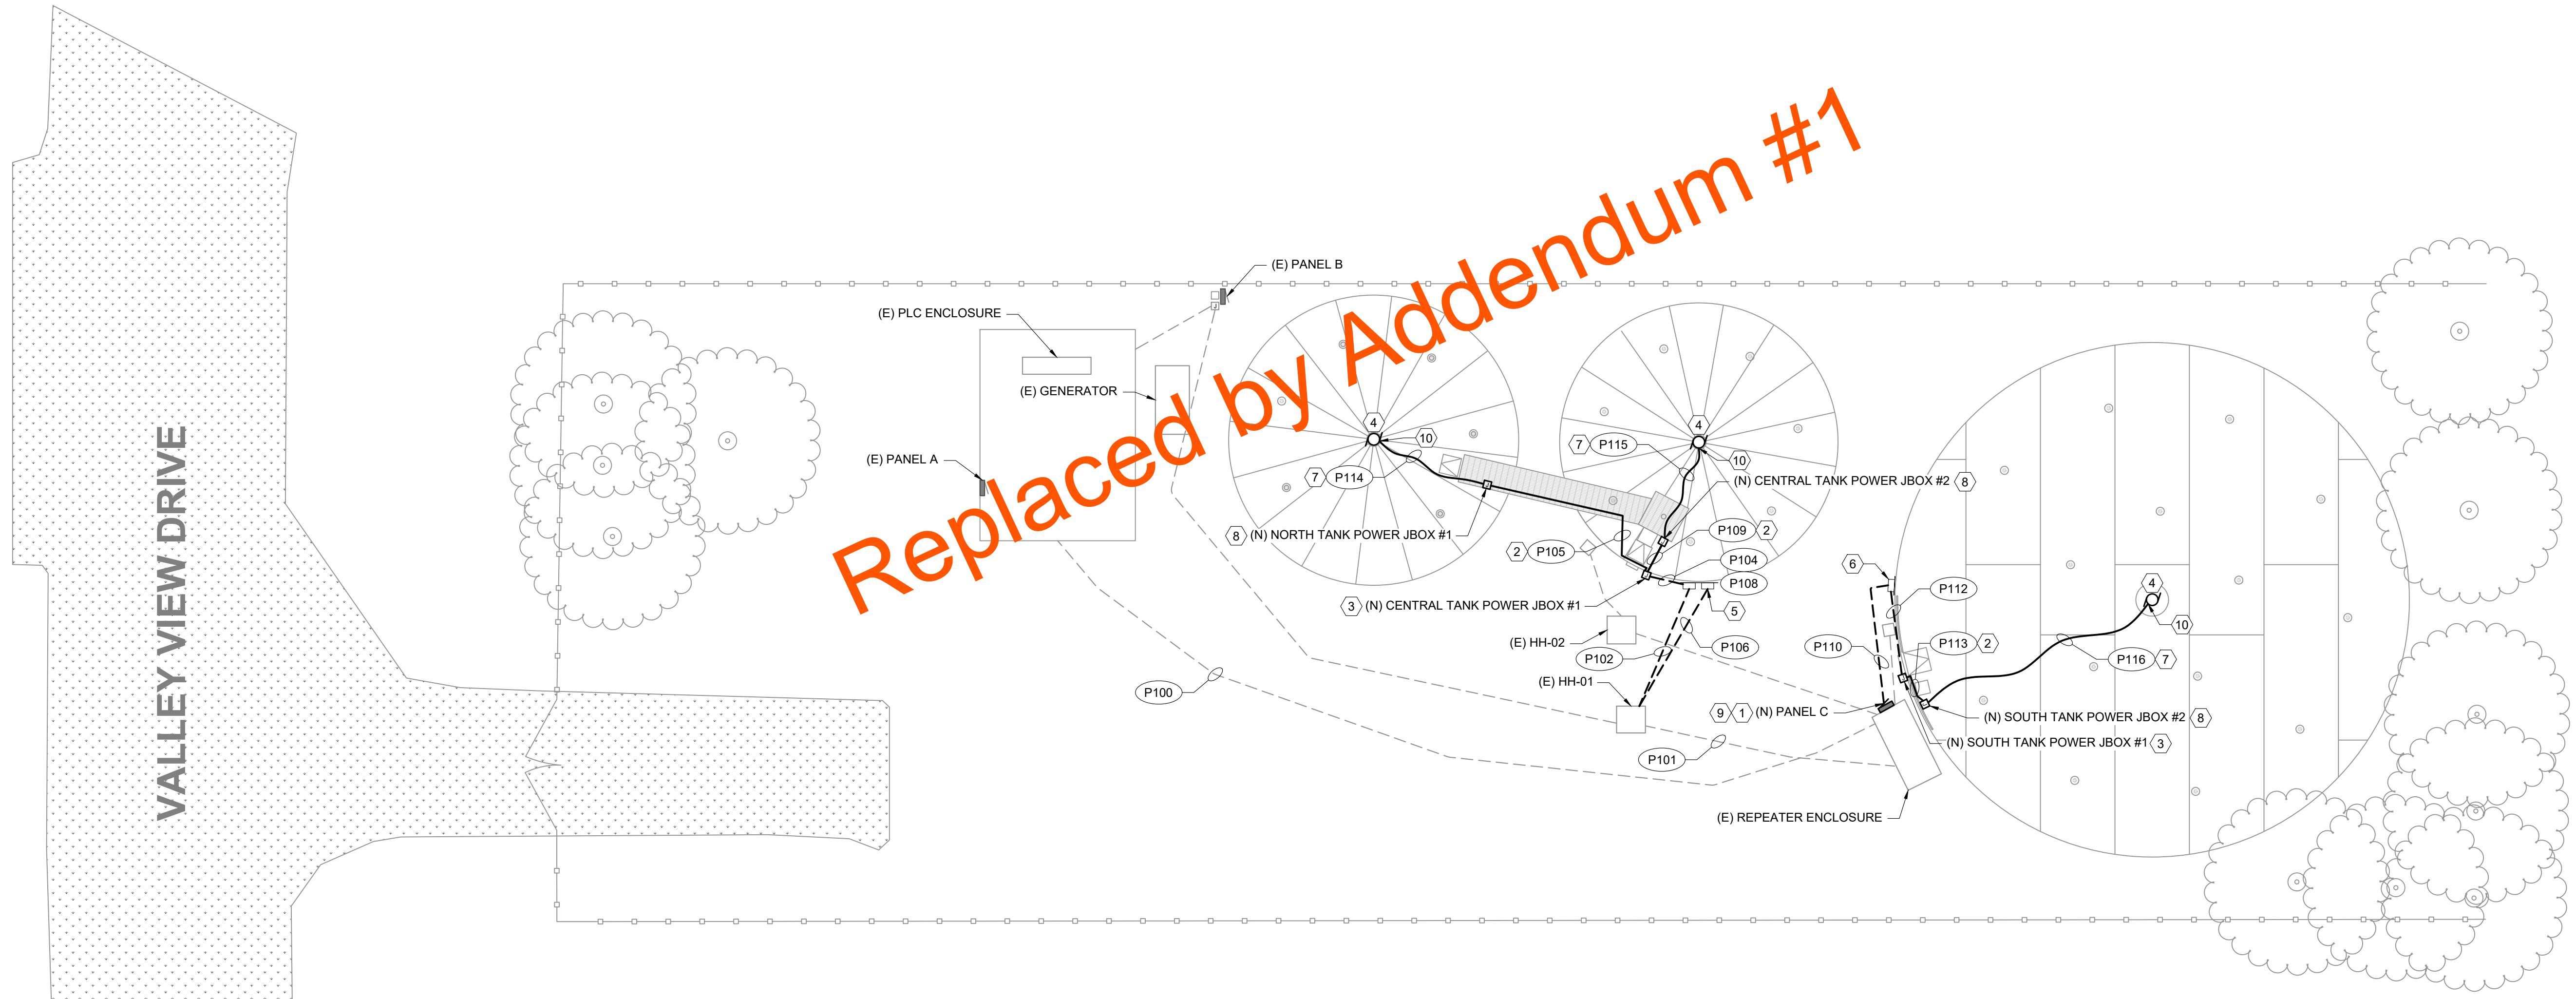 Replaced by Addendum #1
VALLEY VIEW DRIVE
(E) PANEL B
(E) PLC ENCLOSURE
(E) GENERATOR
(E) PANEL A
4
10
7 P114
8 (N) NORTH TANK POWER JBOX #1
4
7 P115
10
(N) CENTRAL TANK POWER JBOX #2 8
P109 2
2 P105
P104
P108
3 (N) CENTRAL TANK POWER JBOX #1
5
(E) HH-02
P102
P106
(E) HH-01
P100
P101
6
P112
P110
P113 2
9 1 (N) PANEL C
4
10
P116 7
(N) SOUTH TANK POWER JBOX #2 8
(N) SOUTH TANK POWER JBOX #1 3
(E) REPEATER ENCLOSURE